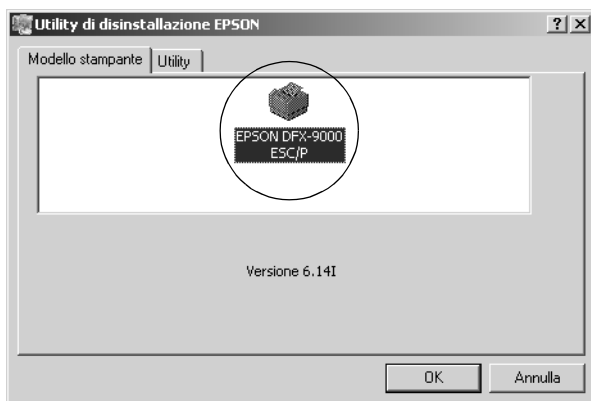 Utility di disinstallazione EPSON
Modello stampante
Utility
EPSON DFX-9000
ESC/P
Versione 6.14I
OK
Annulla